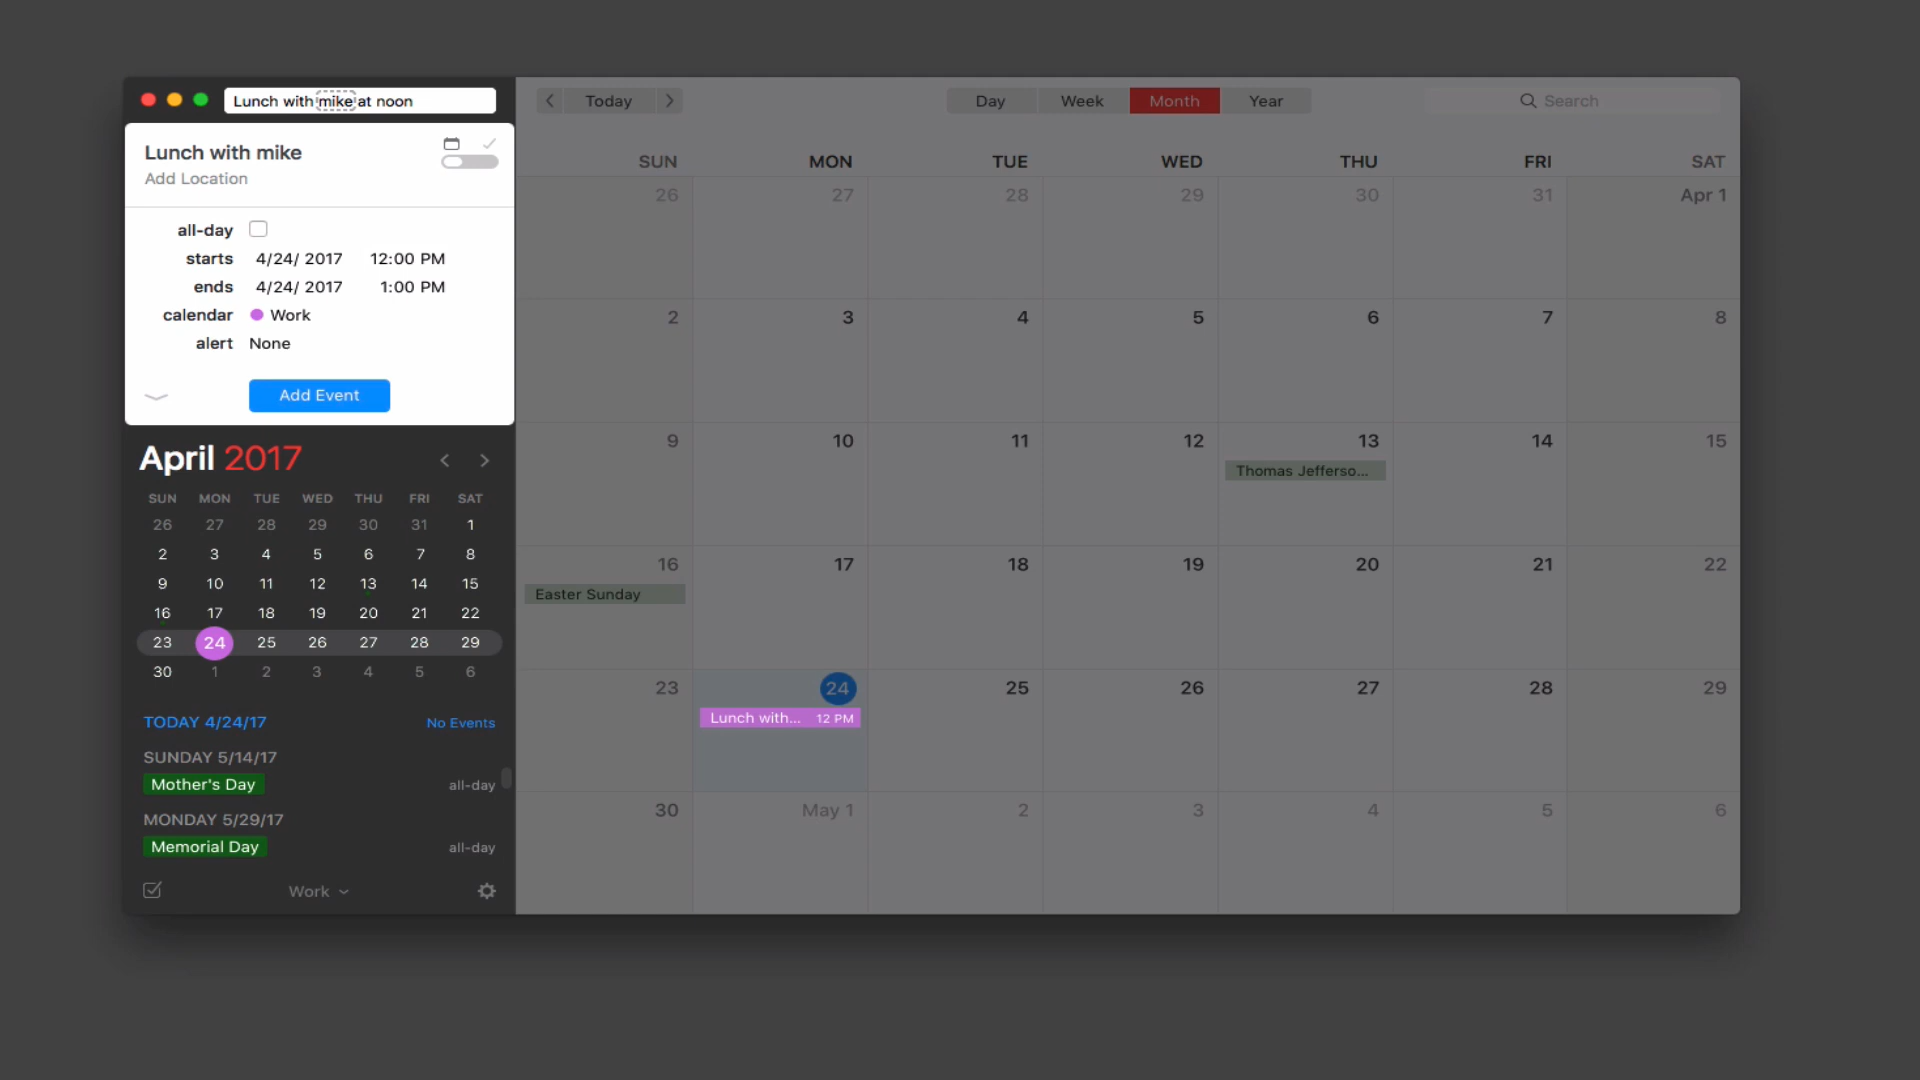 Lunch with mike at noon
Lunch with mike
Add Location
all-day
starts 4/24/ 2017 12:00 PM
ends 4/24/ 2017 1:00 PM
calendar Work
alert None
Add Event
April 2017
SUN MON TUE WED THU FRI SAT
26 27 28 29 30 31 1
2 3 4 5 6 7 8
9 10 11 12 13 14 15
16 17 18 19 20 21 22
23 24 25 26 27 28 29
30 1 2 3 4 5 6
TODAY 4/24/17 No Events
SUNDAY 5/14/17
Mother's Day all-day
MONDAY 5/29/17
Memorial Day all-day
Work
Today Day Week Month Year Search
SUN MON TUE WED THU FRI SAT
26 27 28 29 30 31 Apr 1
2 3 4 5 6 7 8
9 10 11 12 13 14 15
Thomas Jefferso...
16 17 18 19 20 21 22
Easter Sunday
23 24 25 26 27 28 29
Lunch with... 12 PM
30 May 1 2 3 4 5 6